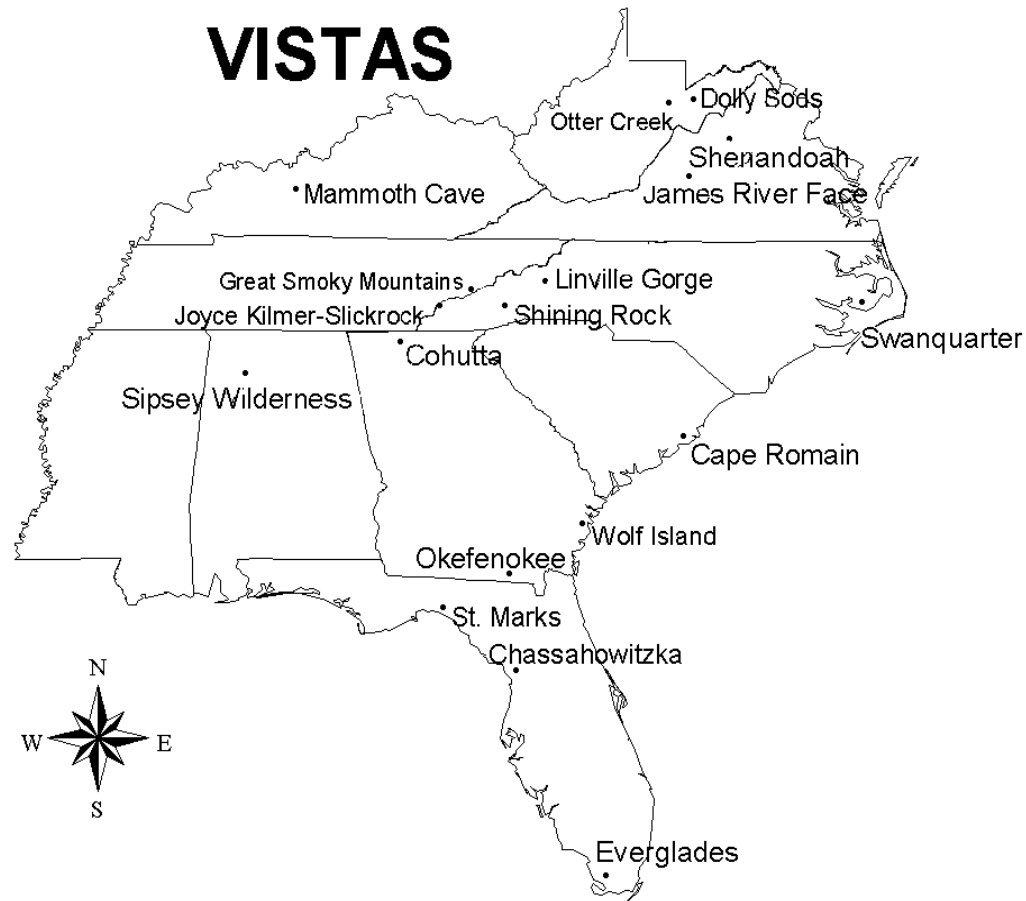 VISTAS
Dolly Sods
Otter Creek
Shenandoah
James River Face
Mammoth Cave
Great Smoky Mountains
Linville Gorge
Joyce Kilmer-Slickrock
Shining Rock
Swanquarter
Cohutta
Sipsey Wilderness
Cape Romain
Wolf Island
Okefenokee
St. Marks
Chassahowitzka
N
W
E
S
Everglades